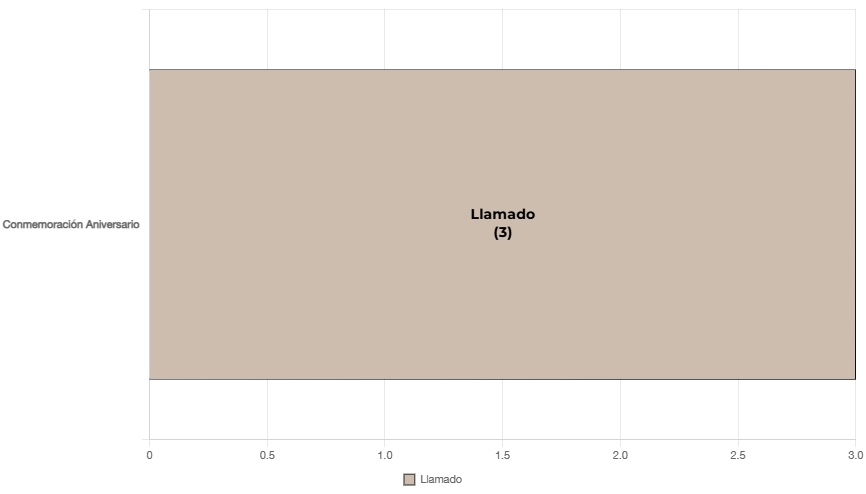 Llamado
(3)
Conmemoración Aniversario
0 0.5 1.0 1.5 2.0 2.5 3.0
Llamado